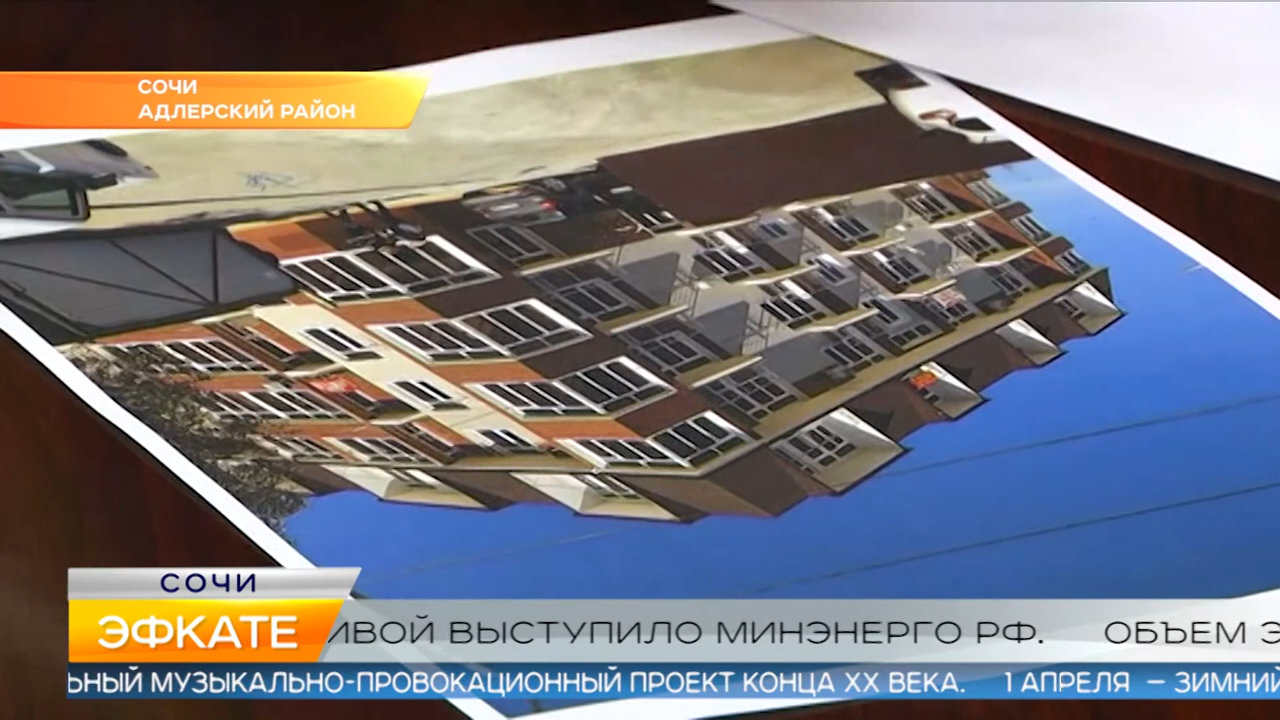 СОЧИ
АДЛЕРСКИЙ РАЙОН
СОЧИ
ЭФКАТЕ
ИВОЙ ВЫСТУПИЛО МИНЭНЕРГО РФ. ОБЪЕМ Э
ЬНЫЙ МУЗЫКАЛЬНО-ПРОВОКАЦИОННЫЙ ПРОЕКТ КОНЦА XX ВЕКА. 1 АПРЕЛЯ – ЗИМНИЙ